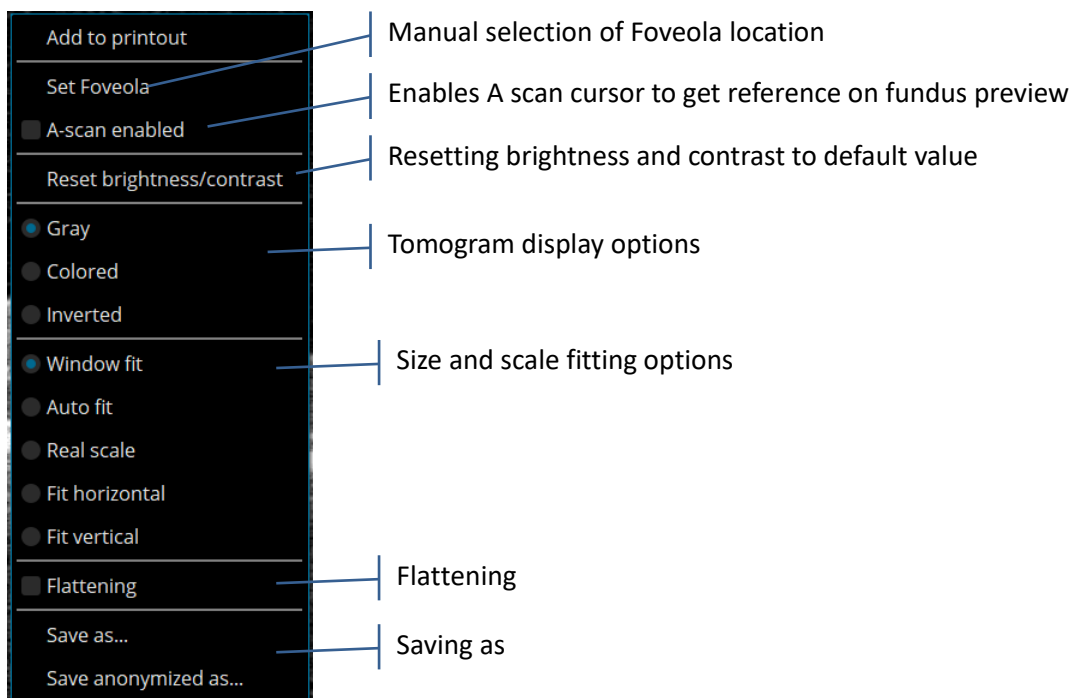 Add to printout
Set Foveola
Manual selection of Foveola location
A-scan enabled
Enables A scan cursor to get reference on fundus preview
Reset brightness/contrast
Resetting brightness and contrast to default value
Gray
Colored
Inverted
Tomogram display options
Window fit
Auto fit
Real scale
Fit horizontal
Fit vertical
Size and scale fitting options
Flattening
Flattening
Save as...
Save anonymized as...
Saving as